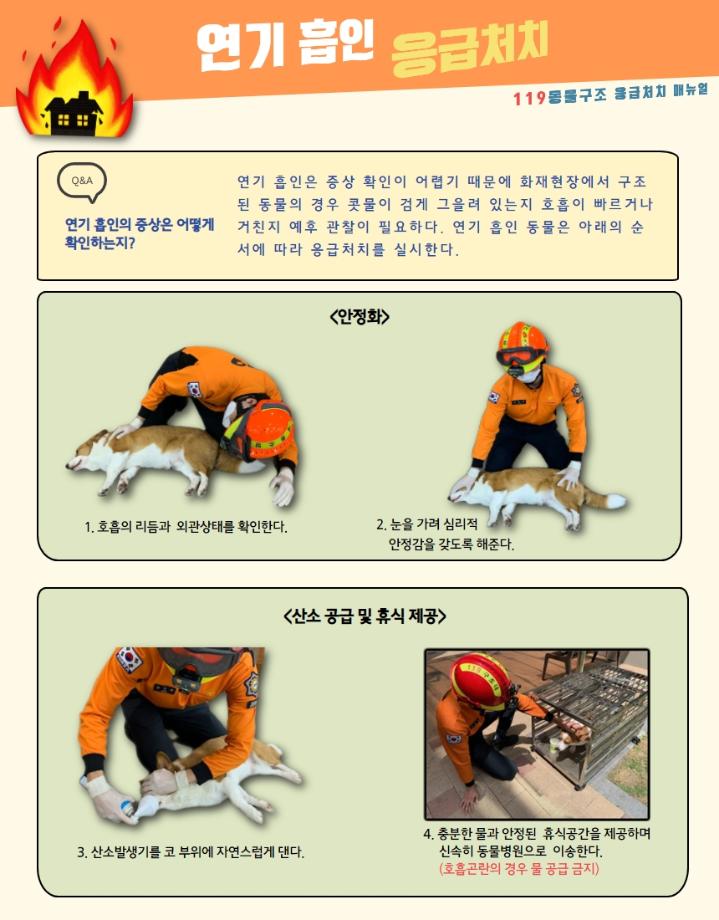 연기 흡인 응급처치
119동물구조 응급처치 매뉴얼
Q&A
연기 흡인의 증상은 어떻게
확인하는지?
연기 흡인은 증상 확인이 어렵기 때문에 화재현장에서 구조
된 동물의 경우 콧물이 검게 그을려 있는지 호흡이 빠르거나
거친지 예후 관찰이 필요하다. 연기 흡인 동물은 아래의 순
서에 따라 응급처치를 실시한다.
<안정화>
1. 호흡의 리듬과 외관상태를 확인한다.
2. 눈을 가려 심리적
안정감을 갖도록 해준다.
<산소 공급 및 휴식 제공>
3. 산소발생기를 코 부위에 자연스럽게 댄다.
4. 충분한 물과 안정된 휴식공간을 제공하며
신속히 동물병원으로 이송한다.
(호흡곤란의 경우 물 공급 금지)